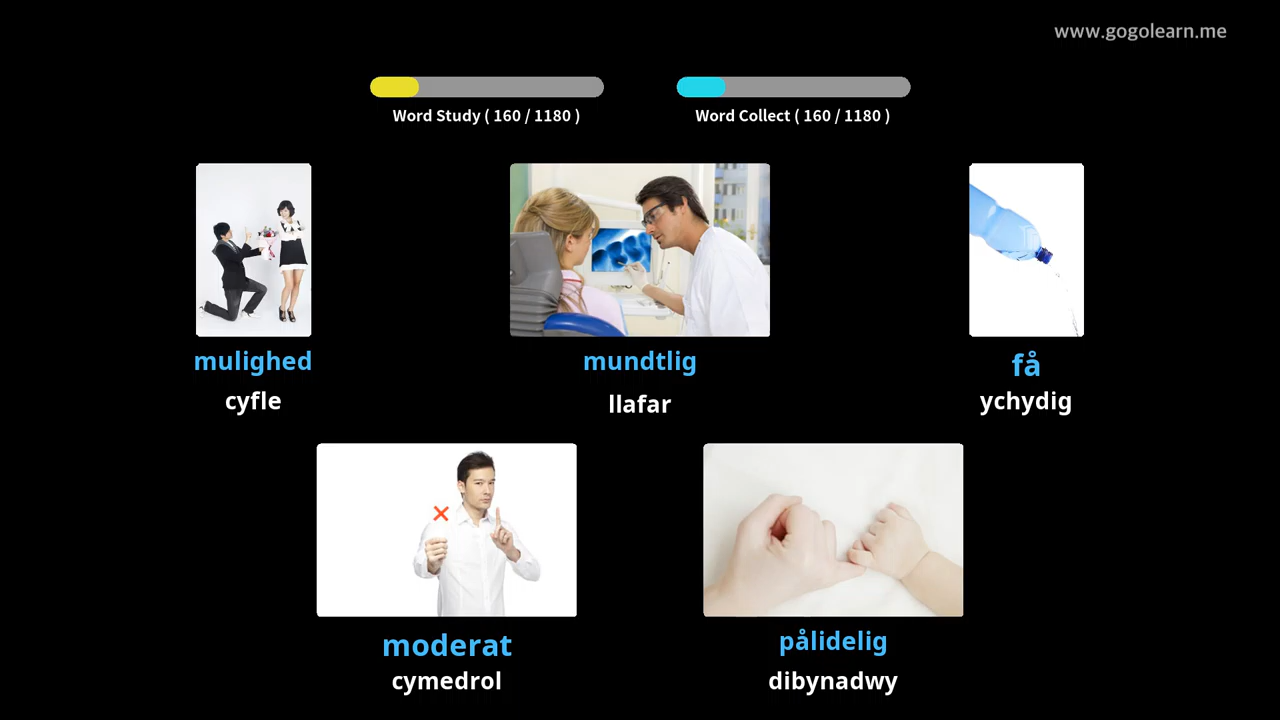 www.gogolearn.me
Word Study ( 160 / 1180 )
Word Collect ( 160 / 1180 )
mulighed
cyfle
mundtlig
llafar
få
ychydig
moderat
cymedrol
pålidelig
dibynadwy